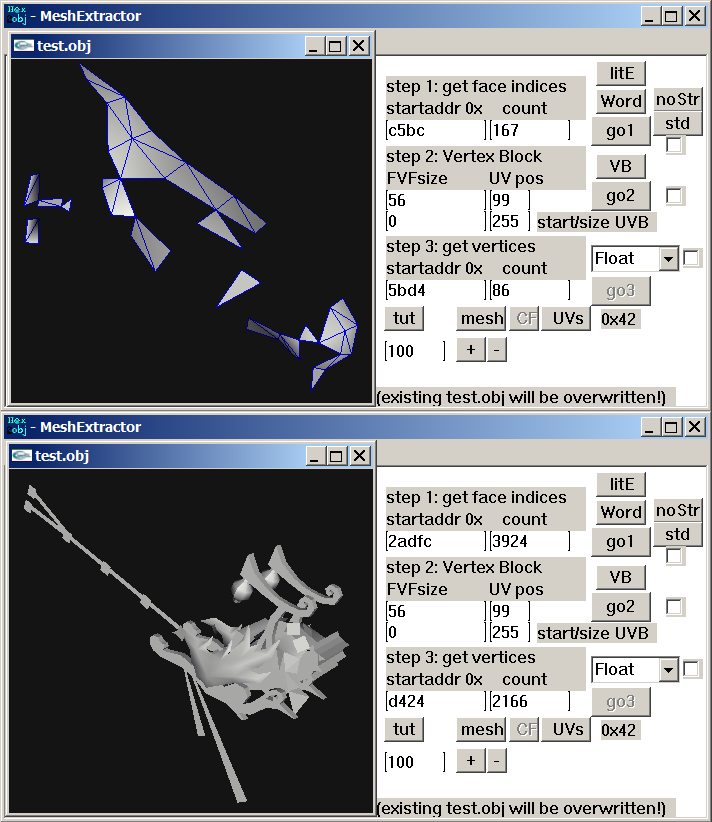 Hex obj - MeshExtractor
test.obj
litE
step 1: get face indices
startaddr 0x count
Word
noStr
c5bc 167
go1
std
step 2: Vertex Block
VB
FVFsize UV pos
56 99
go2
0 255 start/size UVB
step 3: get vertices
Float
startaddr 0x count
5bd4 86
go3
tut mesh CF UVs 0x42
100 + -
(existing test.obj will be overwritten!)
Hex obj - MeshExtractor
test.obj
litE
step 1: get face indices
startaddr 0x count
Word
noStr
2adfc 3924
go1
std
step 2: Vertex Block
VB
FVFsize UV pos
56 99
go2
0 255 start/size UVB
step 3: get vertices
Float
startaddr 0x count
d424 2166
go3
tut mesh CF UVs 0x42
100 + -
(existing test.obj will be overwritten!)